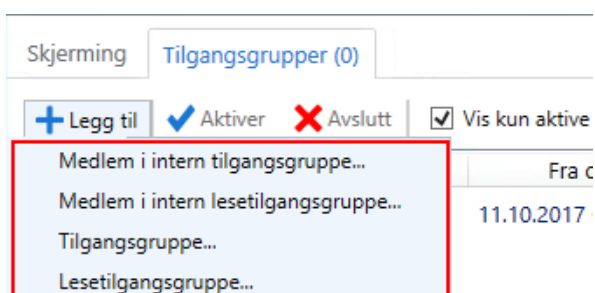 Skjerming Tilgangsgrupper (0)
Legg til Aktiver Avslutt Vis kun aktive
Medlem i intern tilgangsgruppe... Fra
Medlem i intern lesetilgangsgruppe... 11.10.2017
Tilgangsgruppe...
Lesetilgangsgruppe...